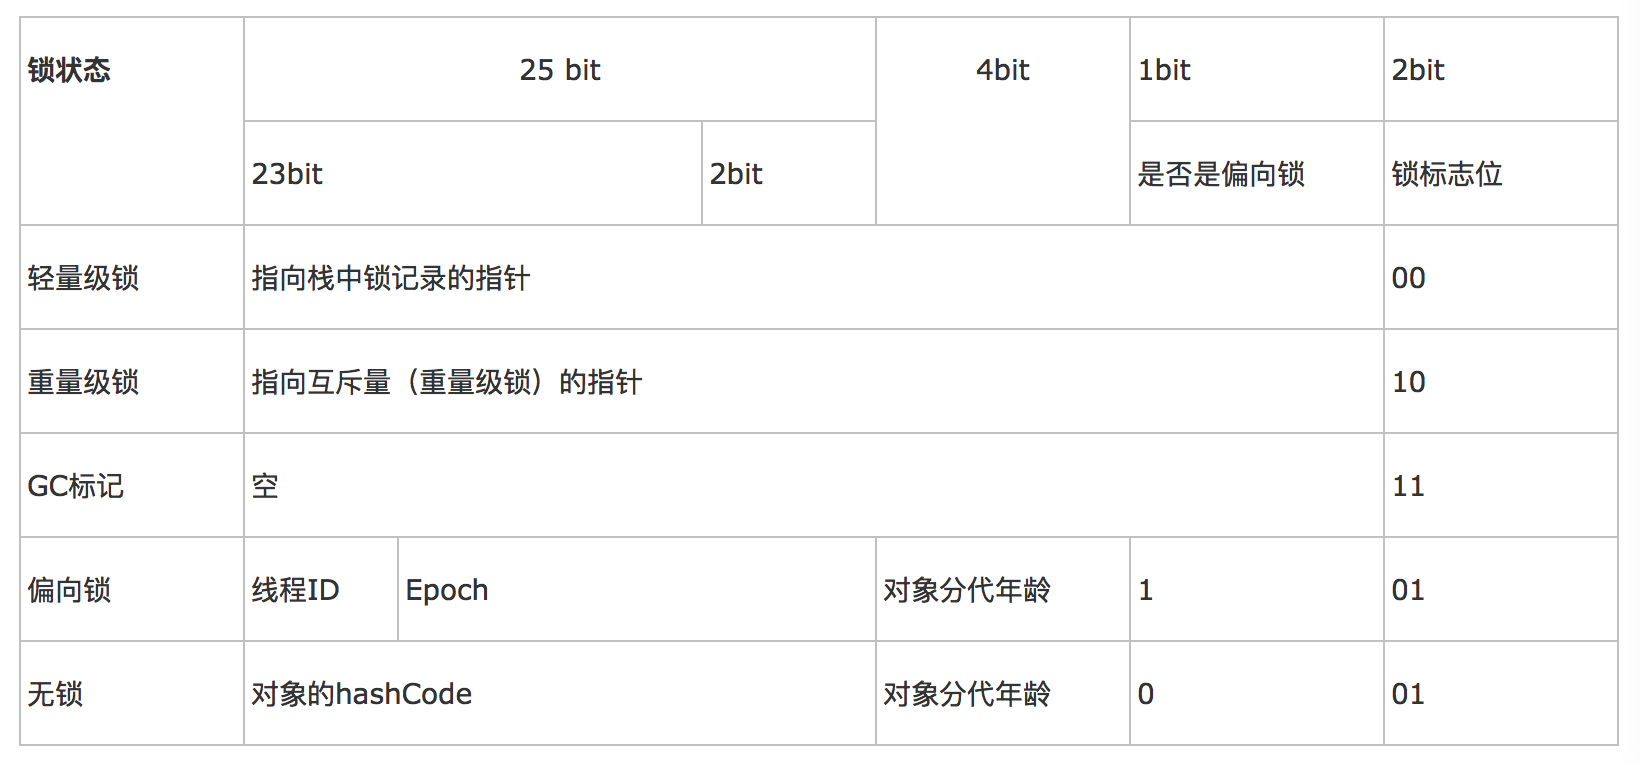 锁状态 25 bit 4bit 1bit 2bit
23bit 2bit 是否是偏向锁 锁标志位
轻量级锁 指向栈中锁记录的指针 00
重量级锁 指向互斥量（重量级锁）的指针 10
GC标记 空 11
偏向锁 线程ID Epoch 对象分代年龄 1 01
无锁 对象的hashCode 对象分代年龄 0 01